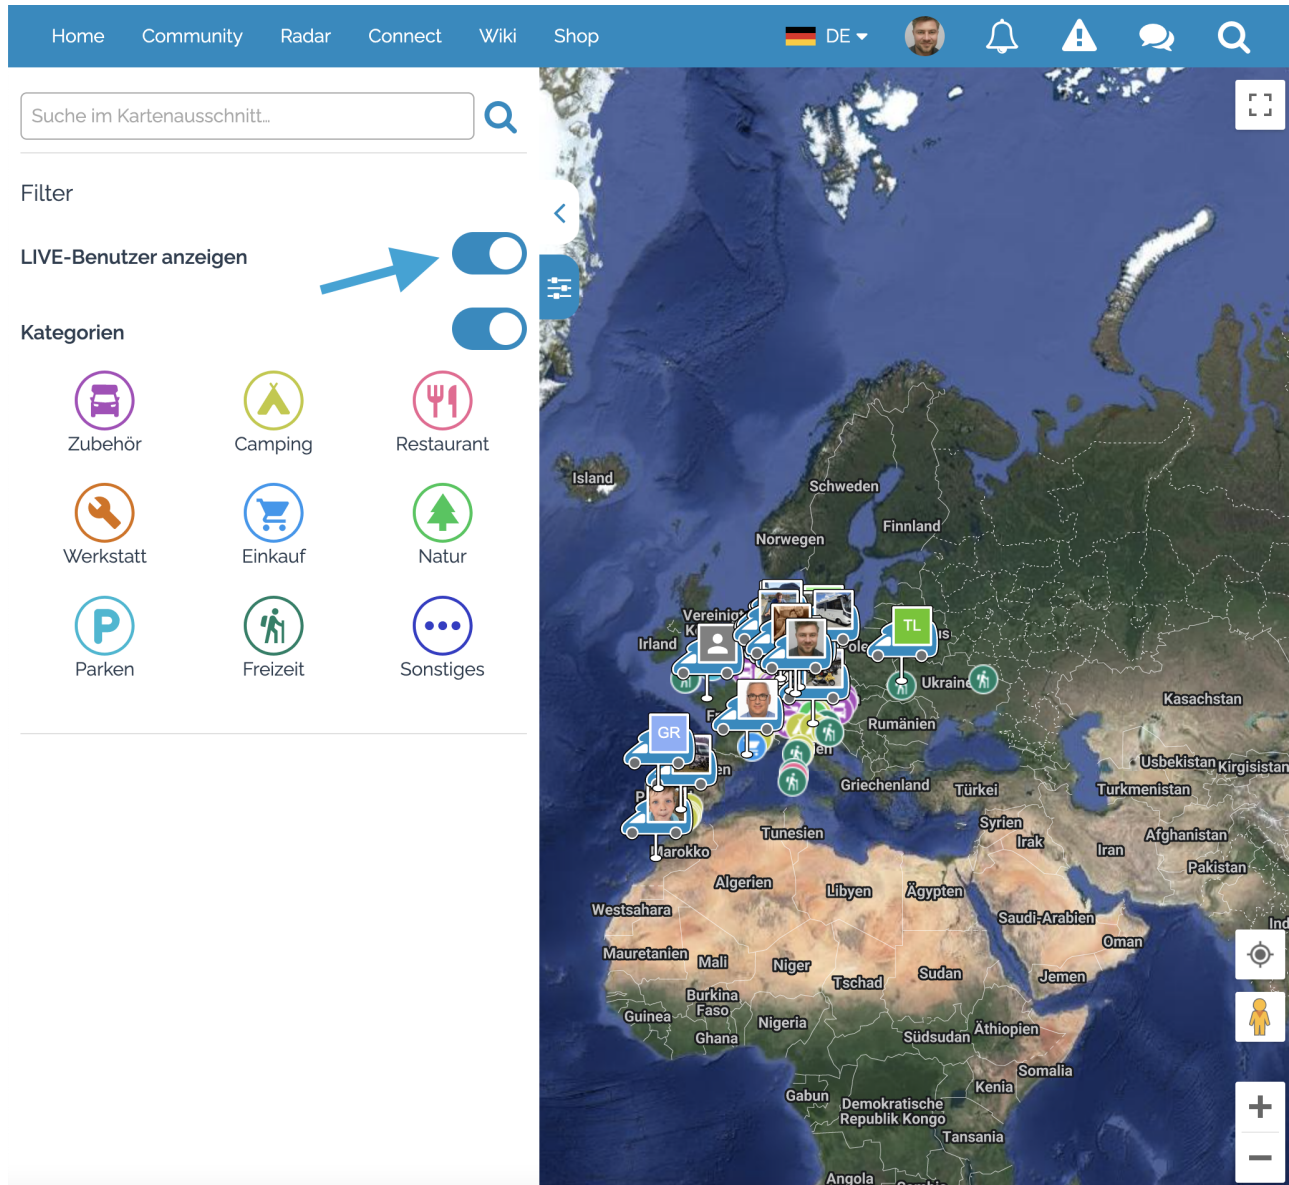 Home Community Radar Connect Wiki Shop DE
Suche im Kartenausschnitt...
Filter
LIVE-Benutzer anzeigen
Kategorien
Zubehör Camping Restaurant
Werkstatt Einkauf Natur
Parken Freizeit Sonstiges
Island
Schweden
Finnland
Norwegen
Irland
TL
Ukraine
Kasachstan
GR
Rumänien
Usbekistan Kirgisistan
Griechenland Türkei Turkmenistan
Tunesien Syrien Irak Iran Afghanistan
Pakistan
Marokko
Algerien Libyen Ägypten
Westsahara Saudi-Arabien
Oman
Mauretanien Mali Niger Tschad Sudan Jemen
Burkina
Faso
Guinea Ghana Nigeria Südsudan Äthiopien
Somalia
Kenia
Gabun Demokratische
Republik Kongo
Tansania
Angola